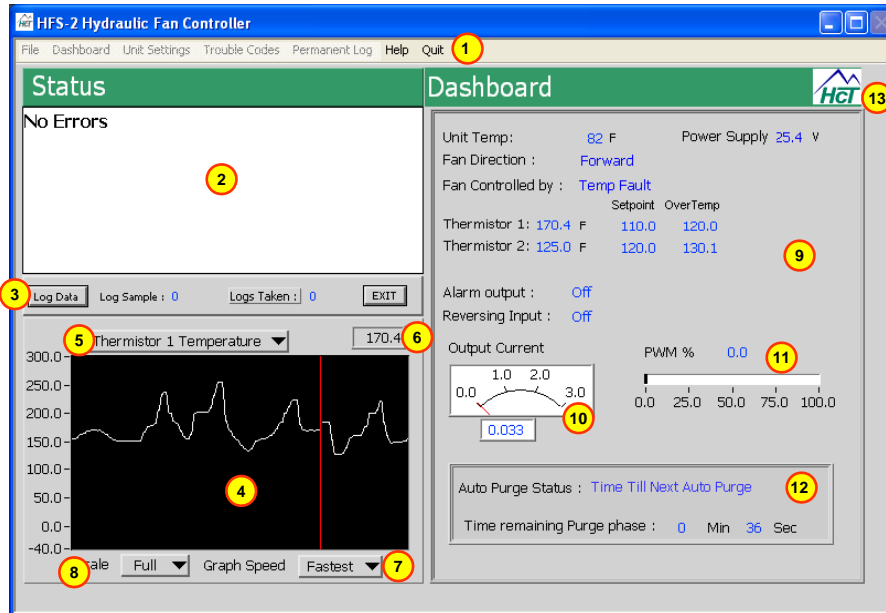 HFS-2 Hydraulic Fan Controller
File Dashboard Unit Settings Trouble Codes Permanent Log Help Quit 1
Status
No Errors
2
3 Log Data Log Sample : 0 Logs Taken : 0 EXIT
5 Thermistor 1 Temperature 170.4 6
300.0
250.0
200.0
150.0
100.0
50.0
0.0
-40.0
4
8 Full Graph Speed Fastest 7
Dashboard HCT 13
Unit Temp: 82 F Power Supply 25.4 V
Fan Direction : Forward
Fan Controlled by : Temp Fault
Setpoint OverTemp
Thermistor 1: 170.4 F 110.0 120.0
Thermistor 2: 125.0 F 120.0 130.1
9
Alarm output : Off
Reversing Input : Off
Output Current
0.0 1.0 2.0 3.0
0.033
10
PWM % 0.0 11
0.0 25.0 50.0 75.0 100.0
Auto Purge Status : Time Till Next Auto Purge 12
Time remaining Purge phase : 0 Min 36 Sec